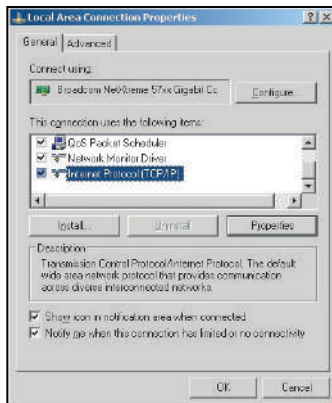 Local Area Connection Properties
General Advanced
Connect using:
Broadcom NetXtreme 57xx Gigabit Cc
Configure...
This connection uses the following items:
QoS Packet Scheduler
Network Monitor Driver
Internet Protocol (TCP/IP)
Install... Uninstall Properties
Description
Transmission Control Protocol/Internet Protocol. The default
wide area network protocol that provides communication
across diverse interconnected networks.
Show icon in notification area when connected
Notify me when this connection has limited or no connectivity
OK Cancel